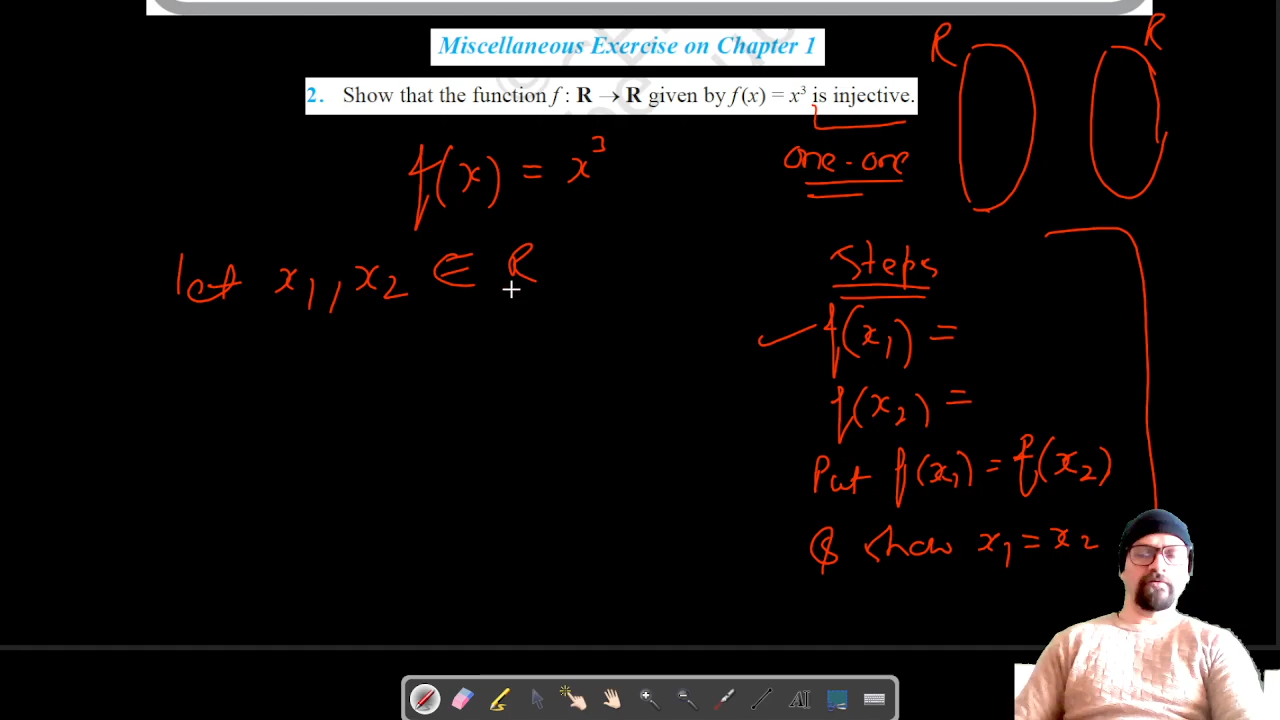 Miscellaneous Exercise on Chapter 1
2. Show that the function f : R → R given by f(x) = x³ is injective.
R R
f(x) = x³
one-one
let x₁, x₂ ∈ R
Steps
f(x₁) =
f(x₂) =
Put f(x₁) = f(x₂)
& show x₁ = x₂
AI